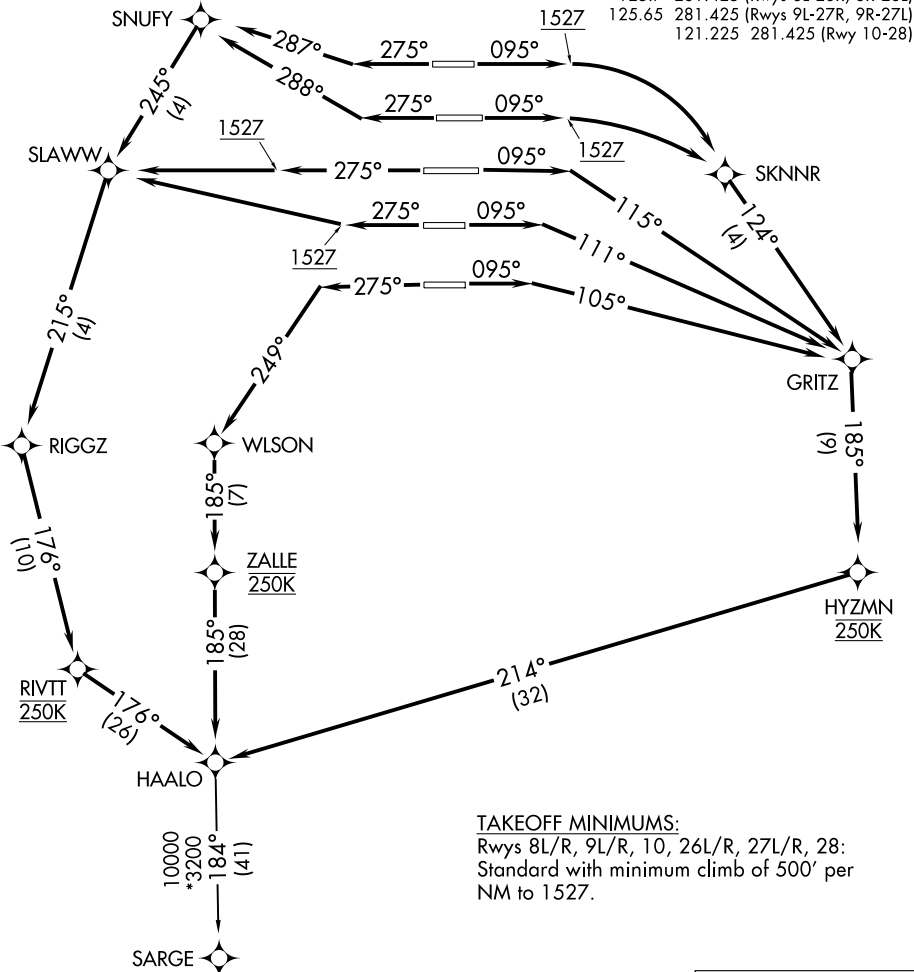 125.65 281.425 (Rwys 9L-27R, 9R-27L)
121.225 281.425 (Rwy 10-28)
SNUFY
1527
287°
275°
095°
245°
(4)
288°
275°
095°
SLAWW
1527
275°
095°
1527
SKNNR
275°
095°
115°
124°
(4)
1527
111°
275°
095°
105°
215°
(4)
249°
GRITZ
RIGGZ
WLSON
185°
(9)
185°
(7)
176°
(10)
ZALLE
250K
HYZMN
250K
185°
(28)
214°
(32)
RIVTT
250K
176°
(26)
HAALO
10000
*3200
184°
(41)
TAKEOFF MINIMUMS:
Rwys 8L/R, 9L/R, 10, 26L/R, 27L/R, 28:
Standard with minimum climb of 500' per
NM to 1527.
SARGE